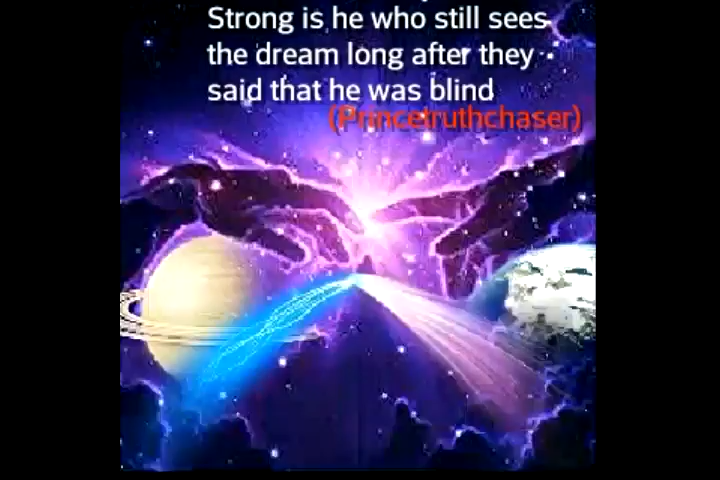 Strong is he who still sees
the dream long after they
said that he was blind
(Princetruthchaser)